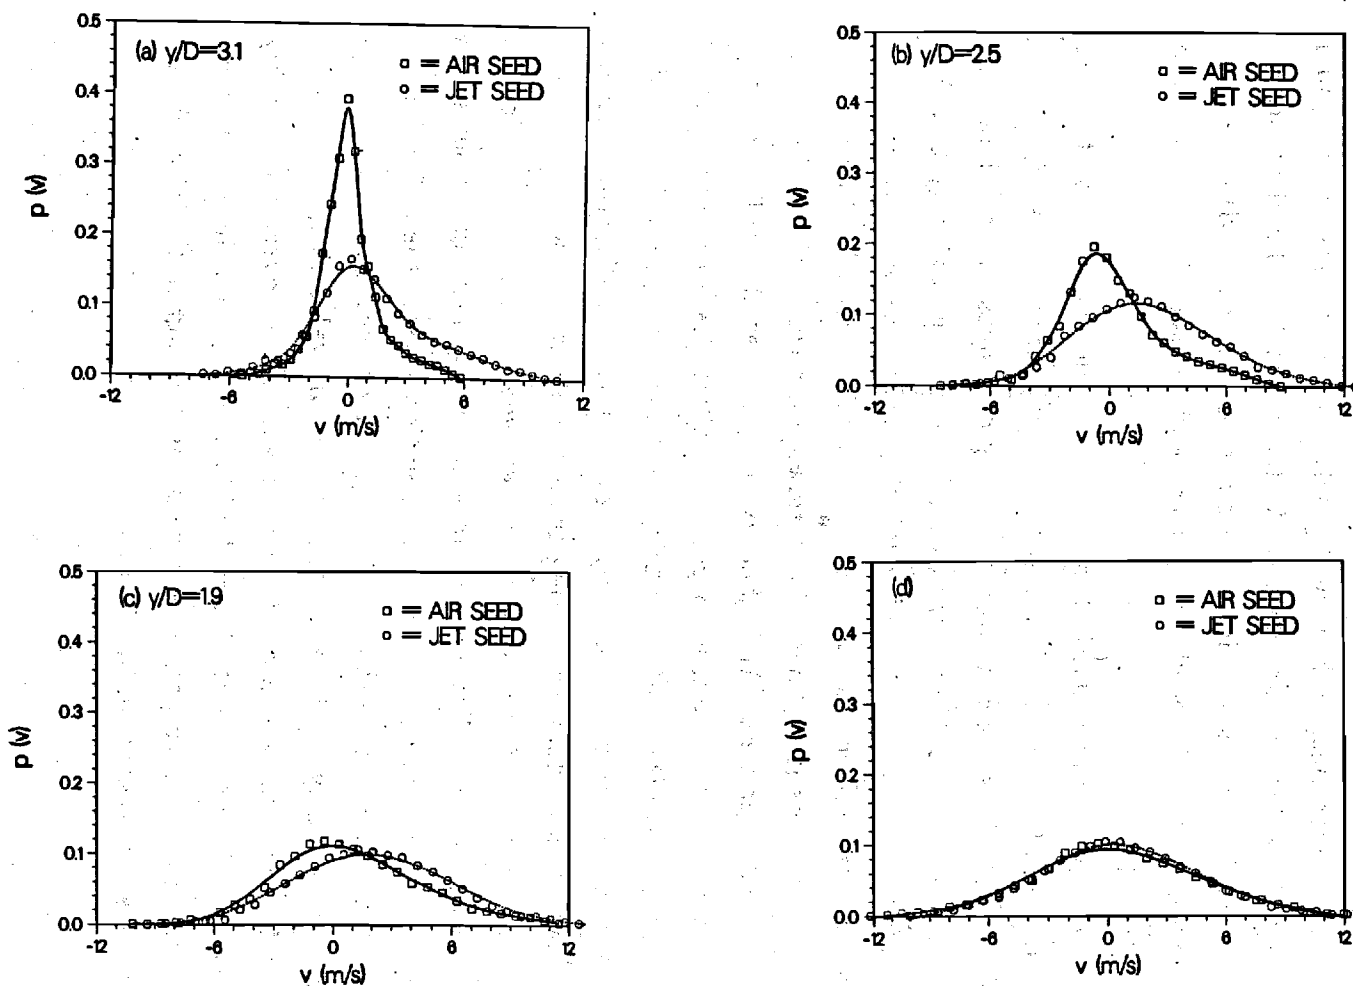 (a) y/D=3.1
□ = AIR SEED
○ = JET SEED
0.5
0.4
0.3
0.2
0.1
0.0
p (v)
-12 -6 0 6 12
v (m/s)
(b) y/D=2.5
□ = AIR SEED
○ = JET SEED
0.5
0.4
0.3
0.2
0.1
0.0
p (v)
-12 -6 0 6 12
v (m/s)
(c) y/D=1.9
□ = AIR SEED
○ = JET SEED
0.5
0.4
0.3
0.2
0.1
0.0
p (v)
-12 -6 0 6 12
v (m/s)
(d)
□ = AIR SEED
○ = JET SEED
0.5
0.4
0.3
0.2
0.1
0.0
p (v)
-12 -6 0 6 12
v (m/s)